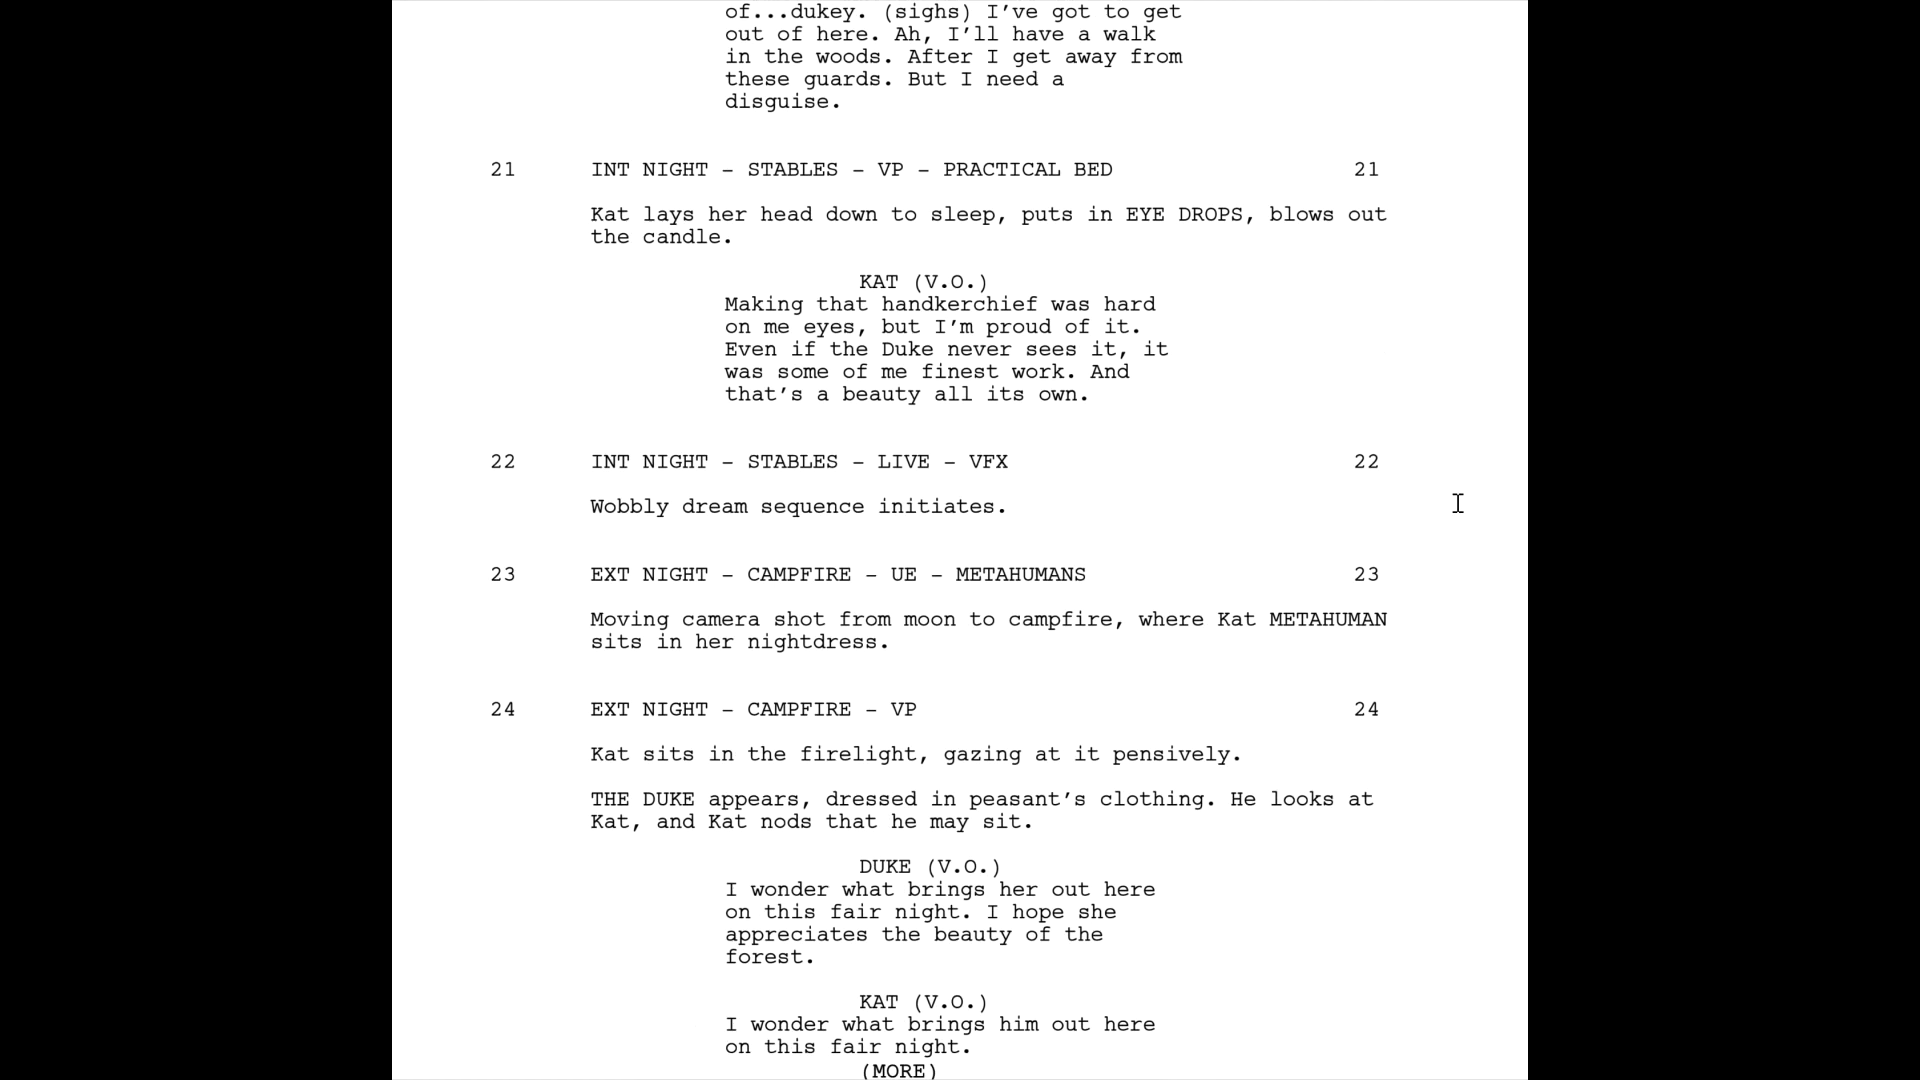 of...dukey. (sighs) I’ve got to get
out of here. Ah, I’ll have a walk
in the woods. After I get away from
these guards. But I need a
disguise.
21 INT NIGHT – STABLES – VP – PRACTICAL BED 21
Kat lays her head down to sleep, puts in EYE DROPS, blows out
the candle.
KAT (V.O.)
Making that handkerchief was hard
on me eyes, but I’m proud of it.
Even if the Duke never sees it, it
was some of me finest work. And
that’s a beauty all its own.
22 INT NIGHT – STABLES – LIVE – VFX 22
Wobbly dream sequence initiates.
23 EXT NIGHT – CAMPFIRE – UE – METAHUMANS 23
Moving camera shot from moon to campfire, where Kat METAHUMAN
sits in her nightdress.
24 EXT NIGHT – CAMPFIRE – VP 24
Kat sits in the firelight, gazing at it pensively.
THE DUKE appears, dressed in peasant’s clothing. He looks at
Kat, and Kat nods that he may sit.
DUKE (V.O.)
I wonder what brings her out here
on this fair night. I hope she
appreciates the beauty of the
forest.
KAT (V.O.)
I wonder what brings him out here
on this fair night.
(MORE)